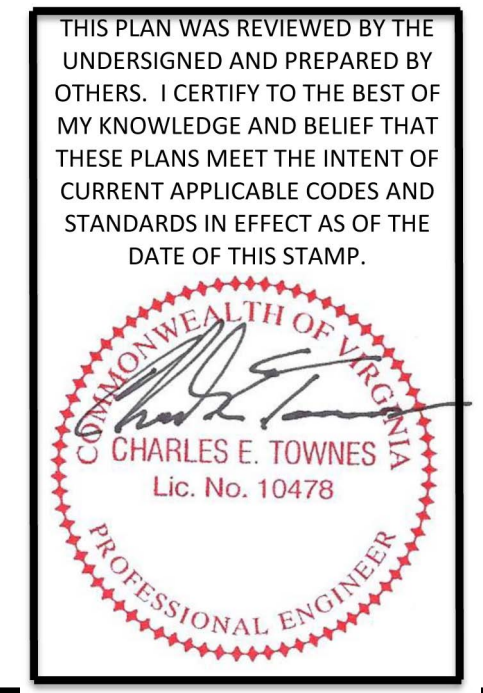 THIS PLAN WAS REVIEWED BY THE
UNDERSIGNED AND PREPARED BY
OTHERS. I CERTIFY TO THE BEST OF
MY KNOWLEDGE AND BELIEF THAT
THESE PLANS MEET THE INTENT OF
CURRENT APPLICABLE CODES AND
STANDARDS IN EFFECT AS OF THE
DATE OF THIS STAMP.
COMMONWEALTH OF VIRGINIA
CHARLES E. TOWNES
Lic. No. 10478
PROFESSIONAL ENGINEER